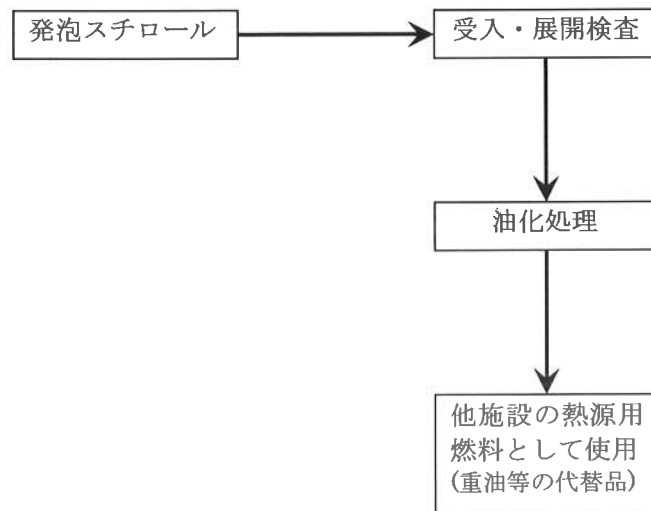 発泡スチロール
受入・展開検査
油化処理
他施設の熱源用
燃料として使用
(重油等の代替品)